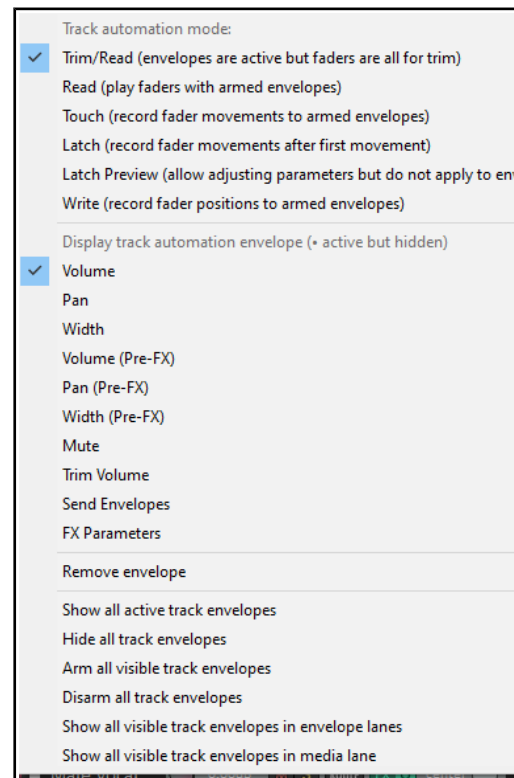 Track automation mode:
Trim/Read (envelopes are active but faders are all for trim)
Read (play faders with armed envelopes)
Touch (record fader movements to armed envelopes)
Latch (record fader movements after first movement)
Latch Preview (allow adjusting parameters but do not apply to
Write (record fader positions to armed envelopes)
Display track automation envelope (• active but hidden)
Volume
Pan
Width
Volume (Pre-FX)
Pan (Pre-FX)
Width (Pre-FX)
Mute
Trim Volume
Send Envelopes
FX Parameters
Remove envelope
Show all active track envelopes
Hide all track envelopes
Arm all visible track envelopes
Disarm all track envelopes
Show all visible track envelopes in envelope lanes
Show all visible track envelopes in media lane